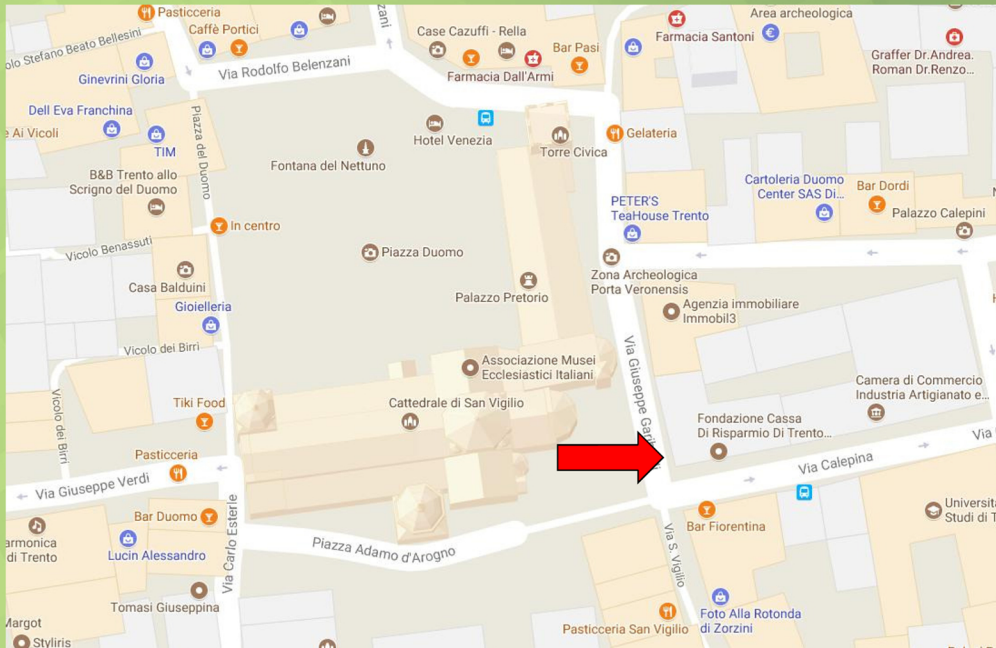 Pasticceria
Caffè Portici
olo Stefano Beato Bellesini
Ginevrini Gloria
Via Rodolfo Belenzani
zani
Case Cazuffi - Rella
Farmacia Dall'Armi
Bar Pasi
Farmacia Santoni
Area archeologica
Graffer Dr.Andrea.
Roman Dr.Renzo...
Dell Eva Franchina
e Ai Vicoli
TIM
Piazza del Duomo
B&B Trento allo
Scrigno del Duomo
Fontana del Nettuno
Hotel Venezia
Torre Civica
Gelateria
PETER'S
TeaHouse Trento
Cartoleria Duomo
Center SAS Di...
Bar Dordi
Palazzo Calepini
In centro
Vicolo Benassuti
Piazza Duomo
Casa Balduini
Gioielleria
Palazzo Pretorio
Zona Archeologica
Porta Veronensis
Agenzia immobiliare
Immobil3
Vicolo dei Birri
Vicolo dei Birri
Associazione Musei
Ecclesiastici Italiani
Via Giuseppe Garib
Camera di Commercio
Industria Artigianato e...
Tiki Food
Cattedrale di San Vigilio
Fondazione Cassa
Di Risparmio Di Trento...
Pasticceria
Via Giuseppe Verdi
Via Calepina
Via
Bar Duomo
Via Carlo Esterle
Bar Fiorentina
Universit
Studi di T
armonica
di Trento
Lucin Alessandro
Piazza Adamo d'Arogno
Via S. Vigilio
Tomasi Giuseppina
Margot
Styliris
Pasticceria San Vigilio
Foto Alla Rotonda
di Zorzini